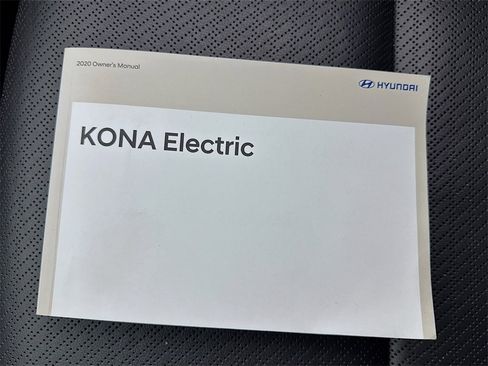 2020 Owner's Manual
HYUNDAI
KONA Electric